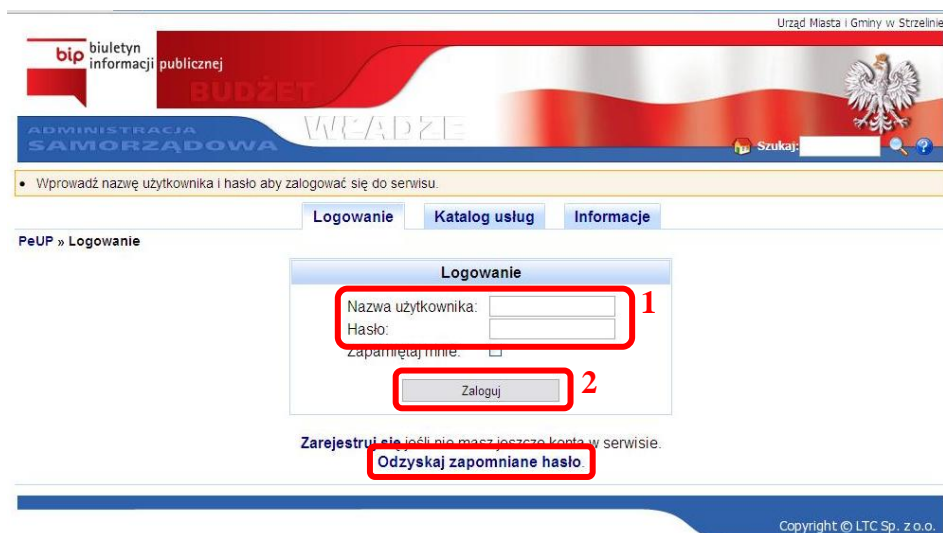 Urząd Miasta i Gminy w Strzelinie
bip biuletyn
informacji publicznej
BUDŻET
WŁADZE
ADMINISTRACJA
SAMORZĄDOWA
Szukaj:
?
• Wprowadź nazwę użytkownika i hasło aby zalogować się do serwisu.
Logowanie Katalog usług Informacje
PeUP » Logowanie
Logowanie
Nazwa użytkownika:
1
Hasło:
Zapamiętaj mnie:
Zaloguj
2
Zarejestruj się jeśli nie masz jeszcze konta w serwisie.
Odzyskaj zapomniane hasło.
Copyright © LTC Sp. z o.o.